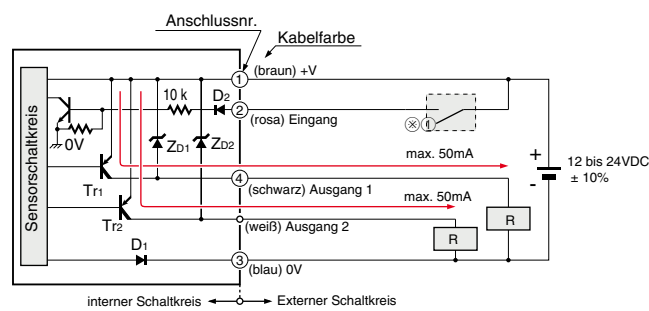 Anschlussnr.
Kabelfarbe
1 (braun) +V
10 k
D2
2
(rosa) Eingang
※ 1
0V
ZD1
ZD2
Sensorschaltkreis
max. 50mA
+
12 bis 24VDC
-
± 10%
Tr1
4
(schwarz) Ausgang 1
max. 50mA
R
Tr2
(weiß) Ausgang 2
R
D1
3
(blau) 0V
interner Schaltkreis
Externer Schaltkreis